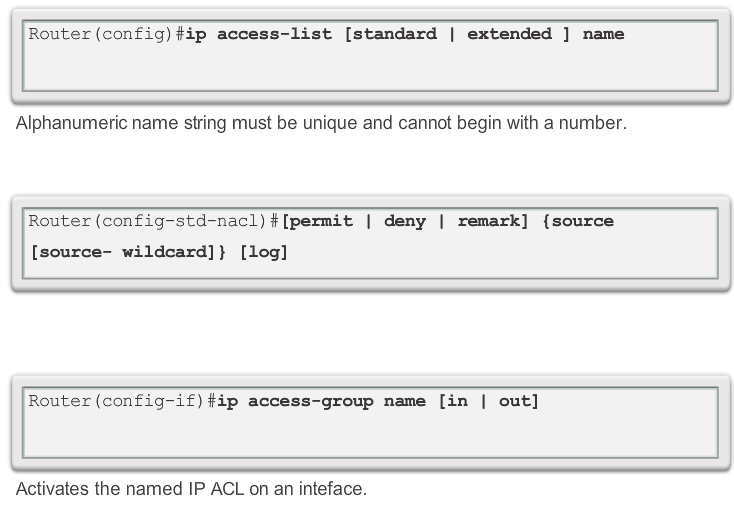 Router(config)#ip access-list [standard | extended ] name
Alphanumeric name string must be unique and cannot begin with a number.
Router(config-std-nacl)#[permit | deny | remark] {source
[source- wildcard]} [log]
Router(config-if)#ip access-group name [in | out]
Activates the named IP ACL on an inteface.